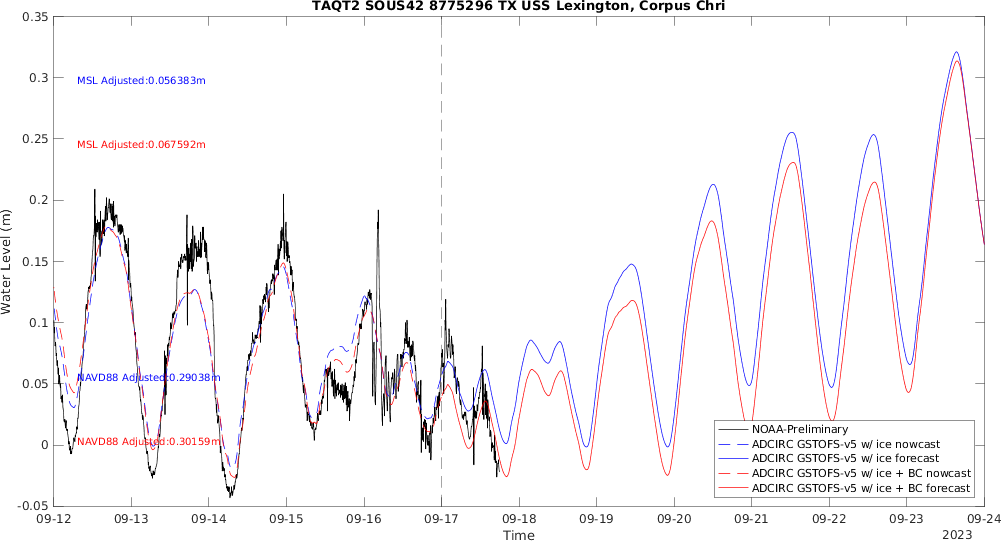 TAQT2 SOUS42 8775296 TX USS Lexington, Corpus Chri
0.35
0.3
0.25
0.2
0.15
0.1
0.05
0
-0.05
Water Level (m)
MSL Adjusted:0.056383m
MSL Adjusted:0.067592m
NAVD88 Adjusted:0.29038m
NAVD88 Adjusted:0.30159m
NOAA-Preliminary
ADCIRC GSTOFS-v5 w/ ice nowcast
ADCIRC GSTOFS-v5 w/ ice forecast
ADCIRC GSTOFS-v5 w/ ice + BC nowcast
ADCIRC GSTOFS-v5 w/ ice + BC forecast
09-12 09-13 09-14 09-15 09-16 09-17 09-18 09-19 09-20 09-21 09-22 09-23 09-24
Time
2023